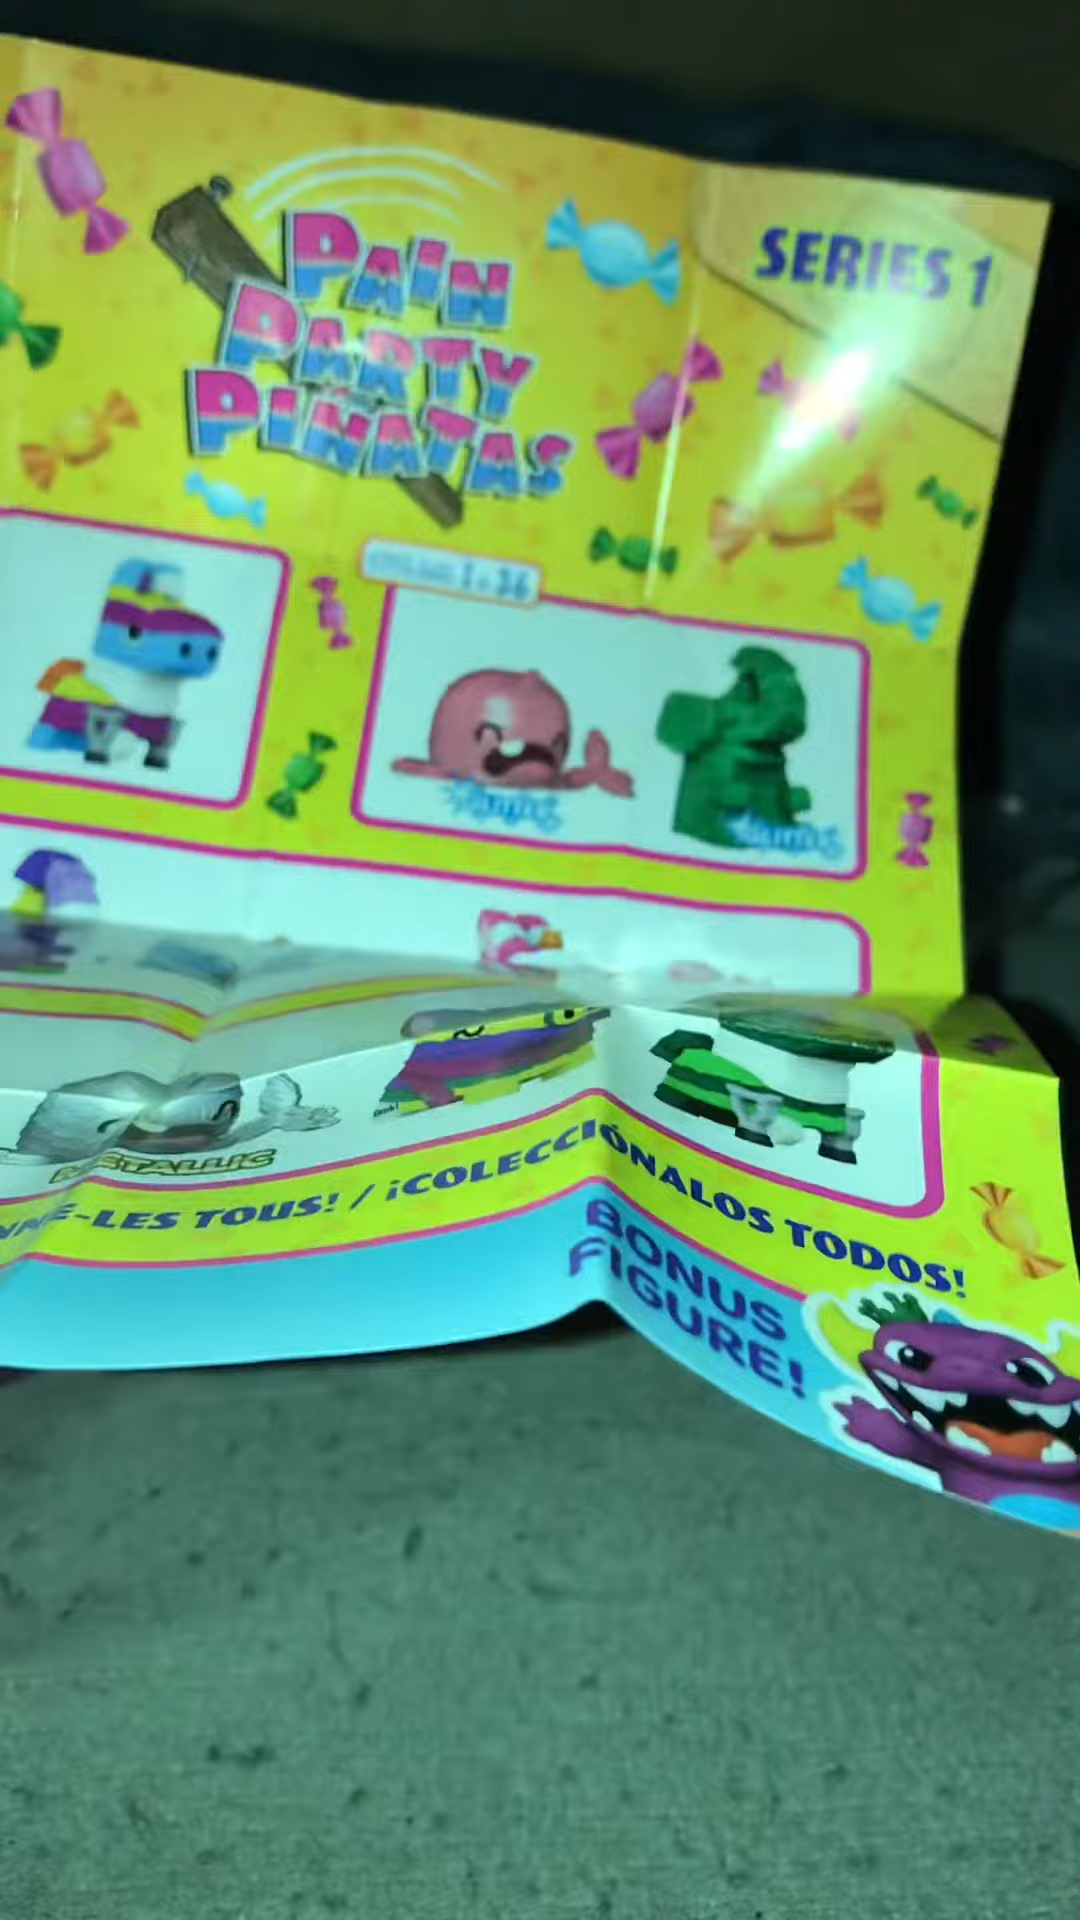 PAIN
PARTY
PIÑATAS
SERIES 1
METALLIC
-LES TOUS! / ¡COLECCIÓNALOS TODOS!
BONUS
FIGURE!